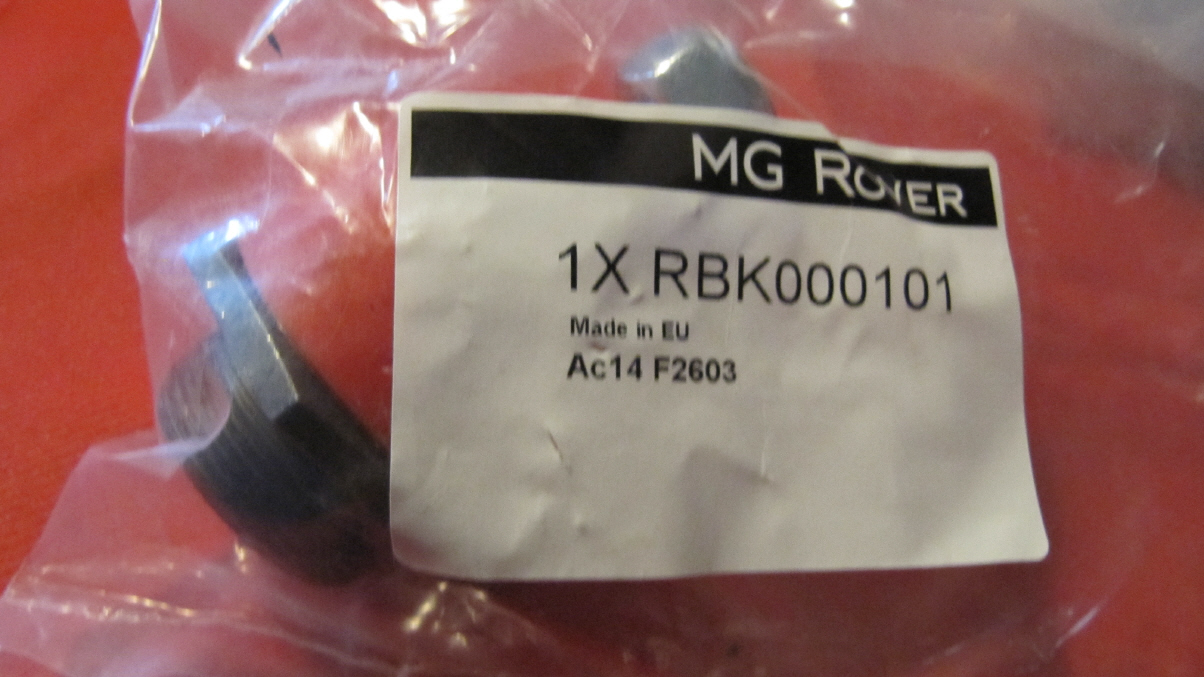 MG ROVER
1X RBK000101
Made in EU
Ac14 F2603